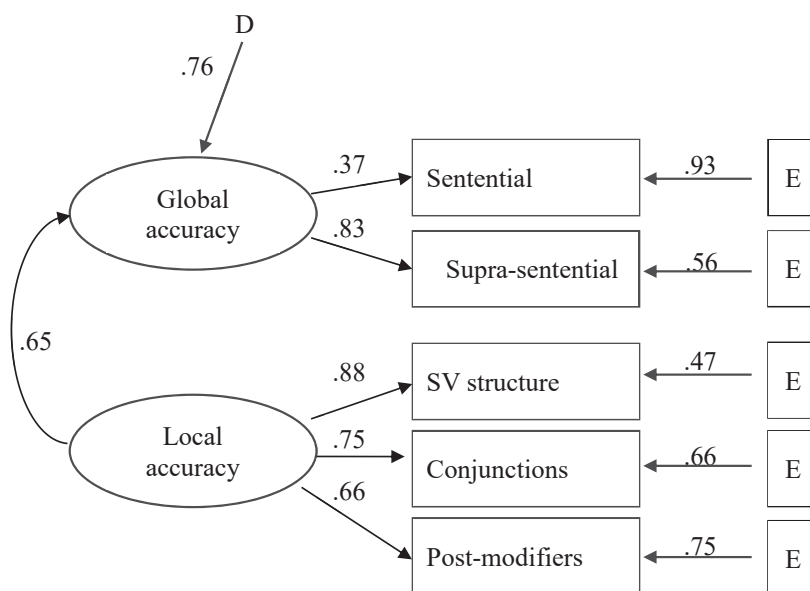 D
.76
Global
accuracy
.37
Sentential
.93
E
.83
Supra-sentential
.56
E
.65
Local
accuracy
.88
SV structure
.47
E
.75
Conjunctions
.66
E
.66
Post-modifiers
.75
E